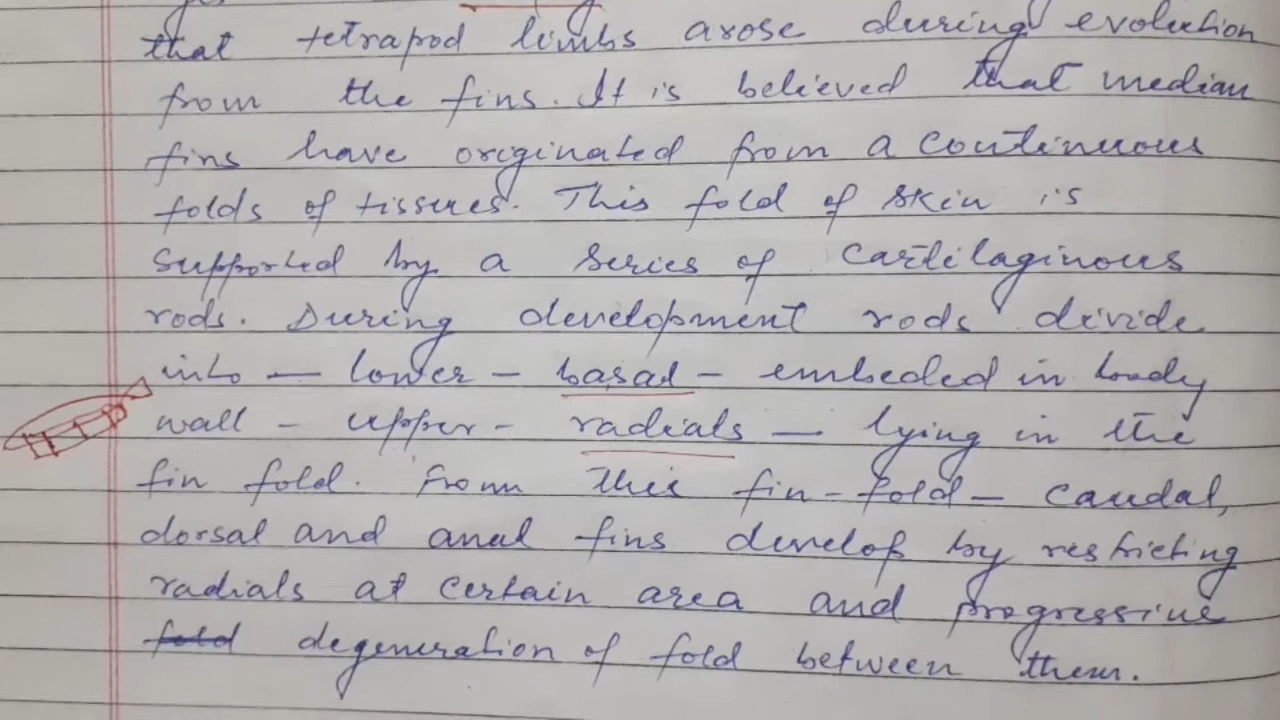 that tetrapod limbs arose during evolution
from the fins. It is believed that median
fins have originated from a continuous
folds of tissues. This fold of skin is
supported by a series of cartilaginous
rods. During development rods divide
into — lower - basal - embeded in body
wall - upper - radials — lying in the
fin fold. From this fin-fold - caudal,
dorsal and anal fins develop by restricting
radials at certain area and progressive
fold degeneration of fold between them.